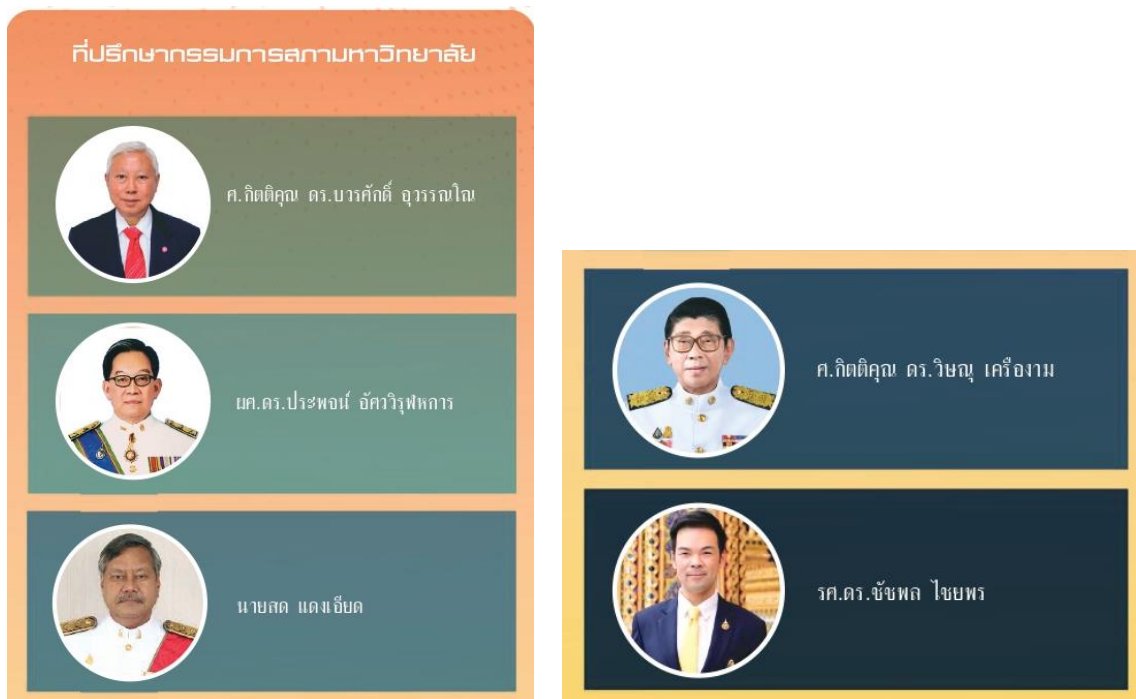 ที่ปรึกษากรรมการสภามหาวิทยาลัย
ศ.กิตติคุณ ดร.บวรศักดิ์ อุวรรณโณ
ผศ.ดร.ประพจน์ อัศววิรุฬหการ
นายสด แดงเอียด
ศ.กิตติคุณ ดร.วิษณุ เครืองาม
รศ.ดร.ชัชพล ไชยพร